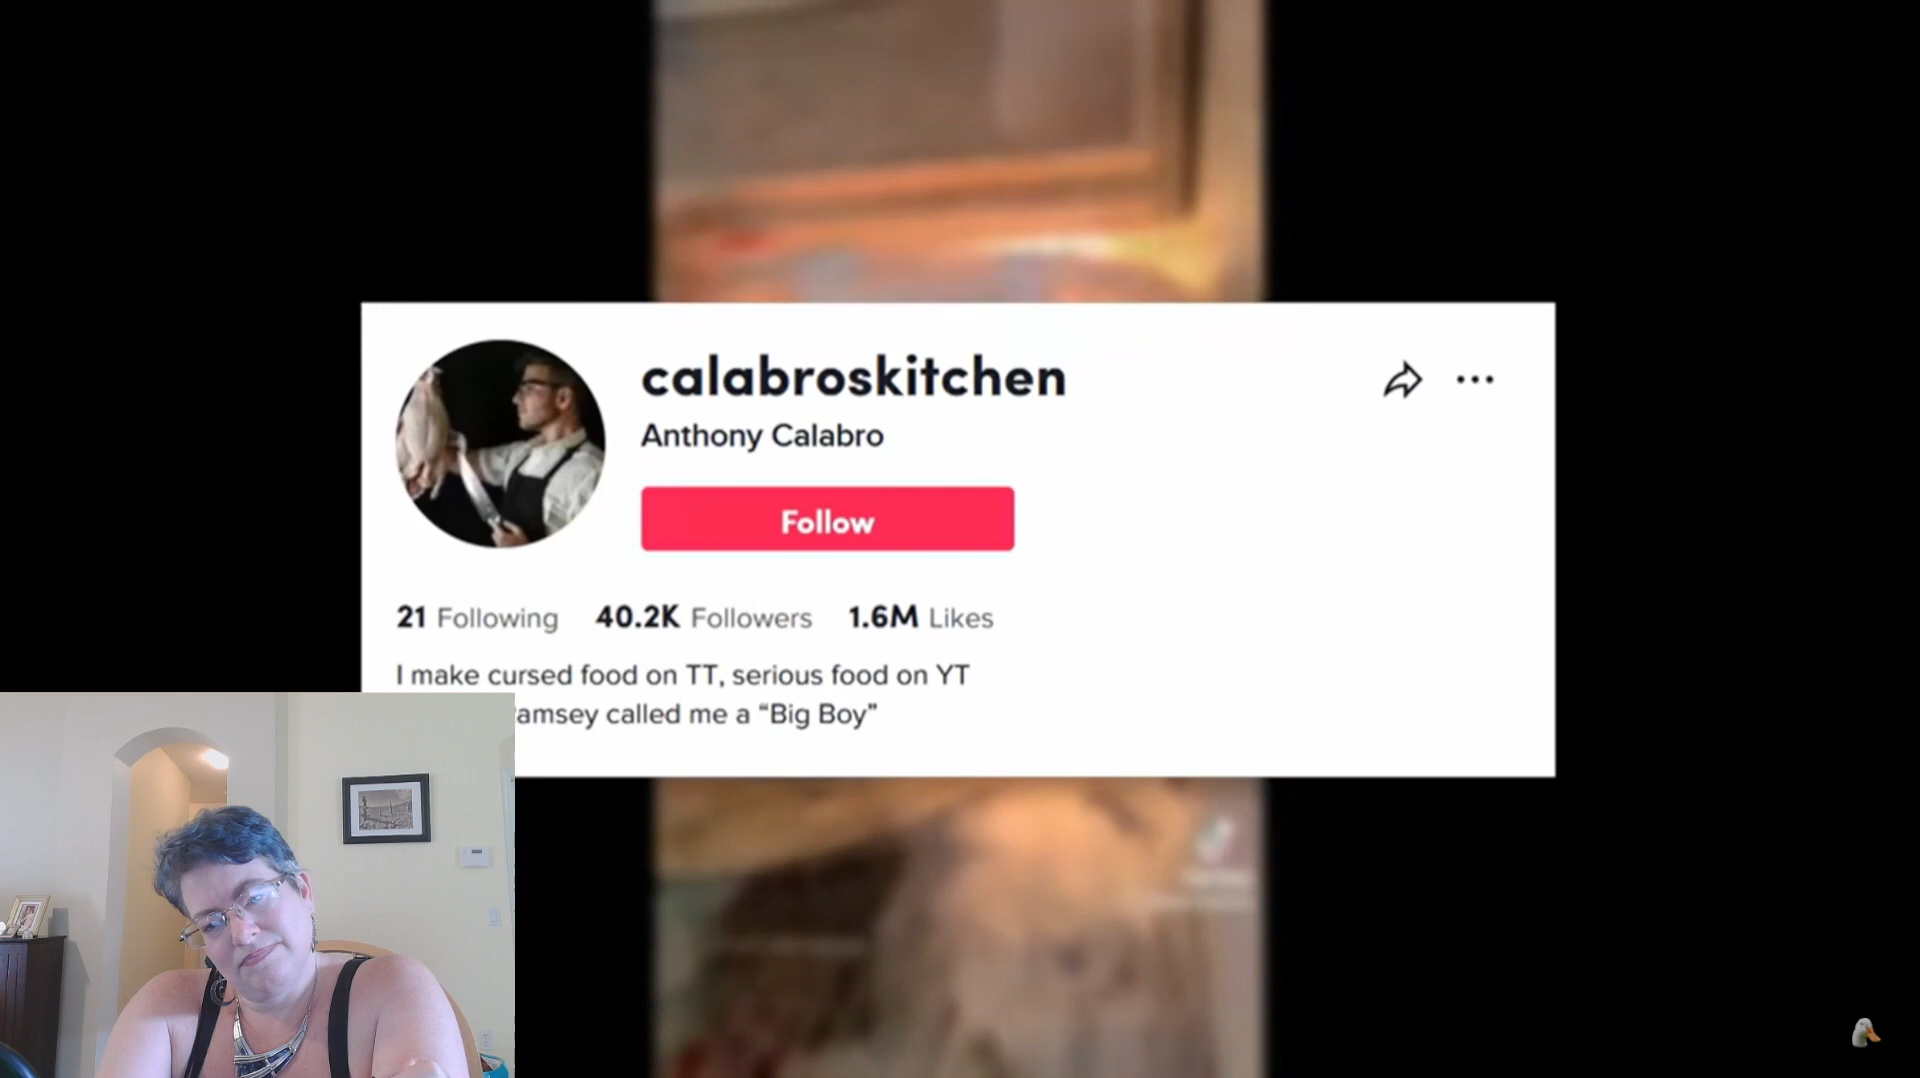 calabroskitchen
Anthony Calabro
Follow
21 Following 40.2K Followers 1.6M Likes
I make cursed food on TT, serious food on YT
called me a “Big Boy”